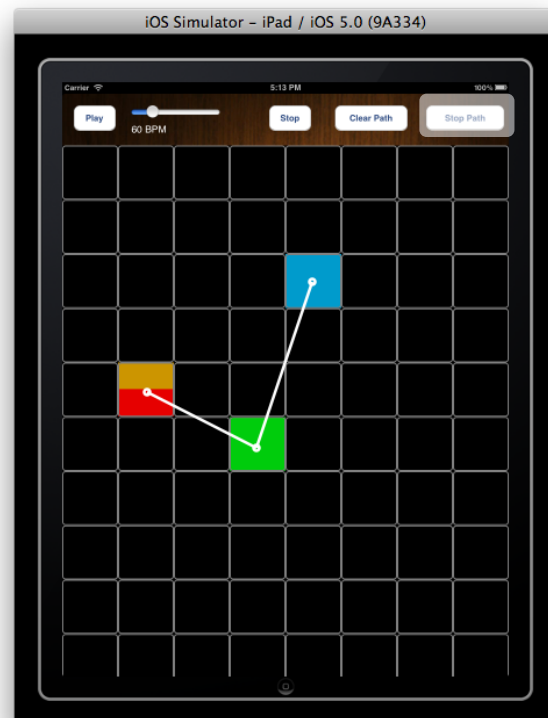 iOS Simulator - iPad / iOS 5.0 (9A334)
Carrier 5:13 PM 100%
Play Stop Clear Path Stop Path
60 BPM